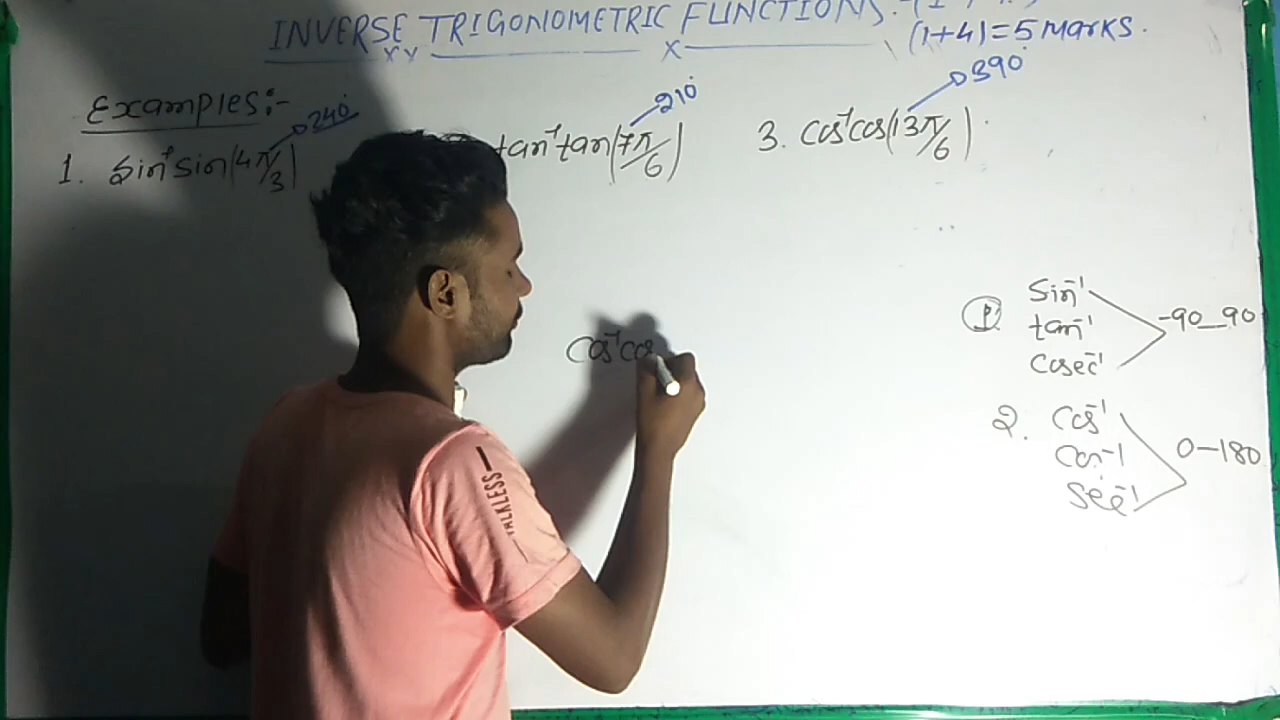 INVERSE TRIGONOMETRIC FUNCTIONS.
(1+4)=5 Marks.
Examples:-
240°
210°
390°
1. Sin⁻¹sin(4π/3)
tan⁻¹tan(7π/6)
3. Cos⁻¹cos(13π/6).
Cos⁻¹cos
1. Sin⁻¹
tan⁻¹
Cosec⁻¹
-90_90
2. Cos⁻¹
Cot⁻¹
Sec⁻¹
0-180
THLKLESS